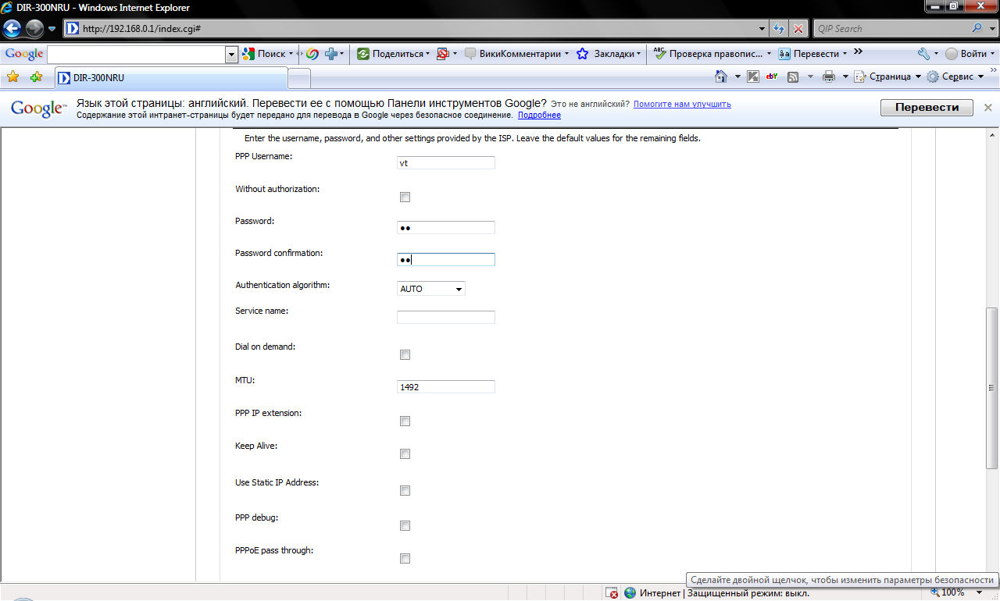 DIR-300NRU - Windows Internet Explorer
http://192.168.0.1/index.cgi#
QIP Search
Google Поиск Поделиться ВикиКомментарии Закладки Проверка правопис... Перевести Войти
DIR-300NRU
ebY Страница Сервис
Google™ Язык этой страницы: английский. Перевести ее с помощью Панели инструментов Google? Это не английский? Помогите нам улучшить
Содержание этой интранет-страницы будет передано для перевода в Google через безопасное соединение. Подробнее
Перевести
Enter the username, password, and other settings provided by the ISP. Leave the default values for the remaining fields.
PPP Username: vt
Without authorization:
Password: ●●
Password confirmation: ●●
Authentication algorithm: AUTO
Service name:
Dial on demand:
MTU: 1492
PPP IP extension:
Keep Alive:
Use Static IP Address:
PPP debug:
PPPoE pass through:
Сделайте двойной щелчок, чтобы изменить параметры безопасности
Интернет | Защищенный режим: выкл.
100%